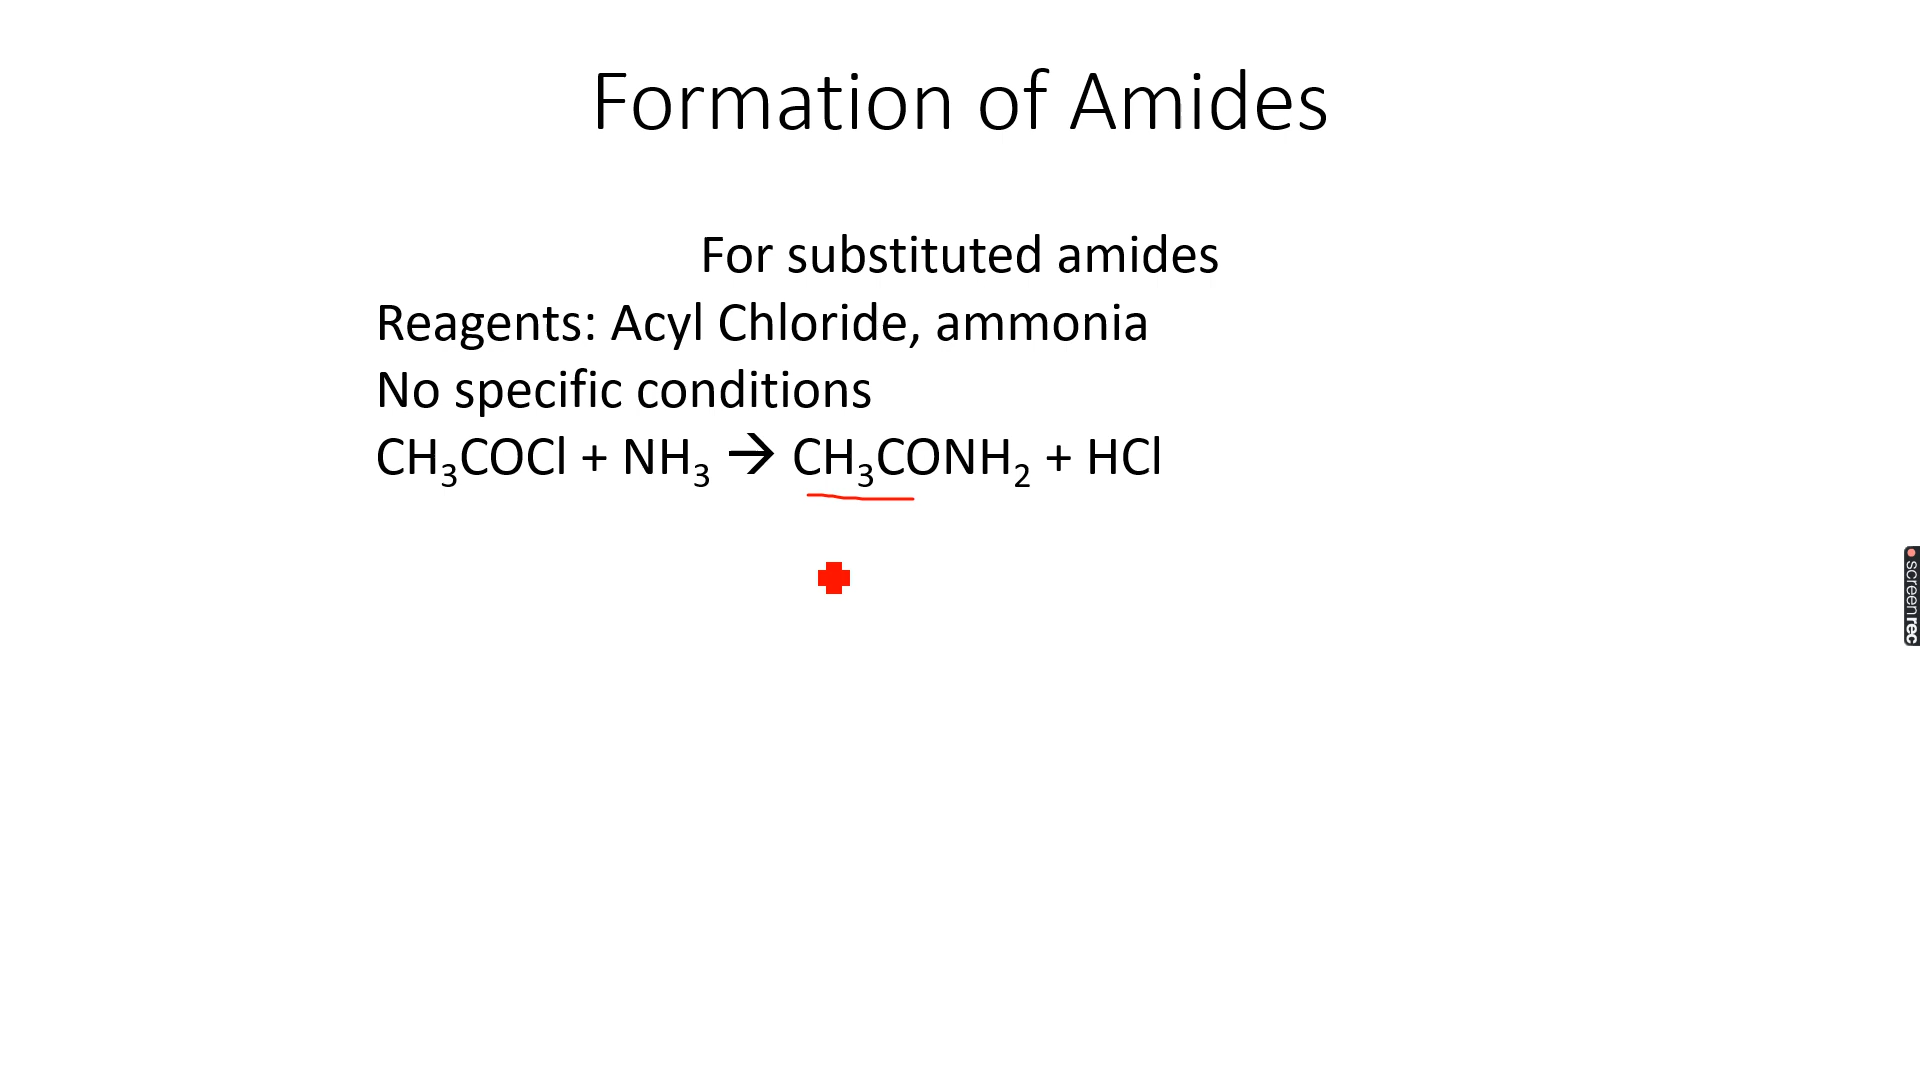 Formation of Amides
For substituted amides
Reagents: Acyl Chloride, ammonia
No specific conditions
CH₃COCl + NH₃ → CH₃CONH₂ + HCl
screenrec